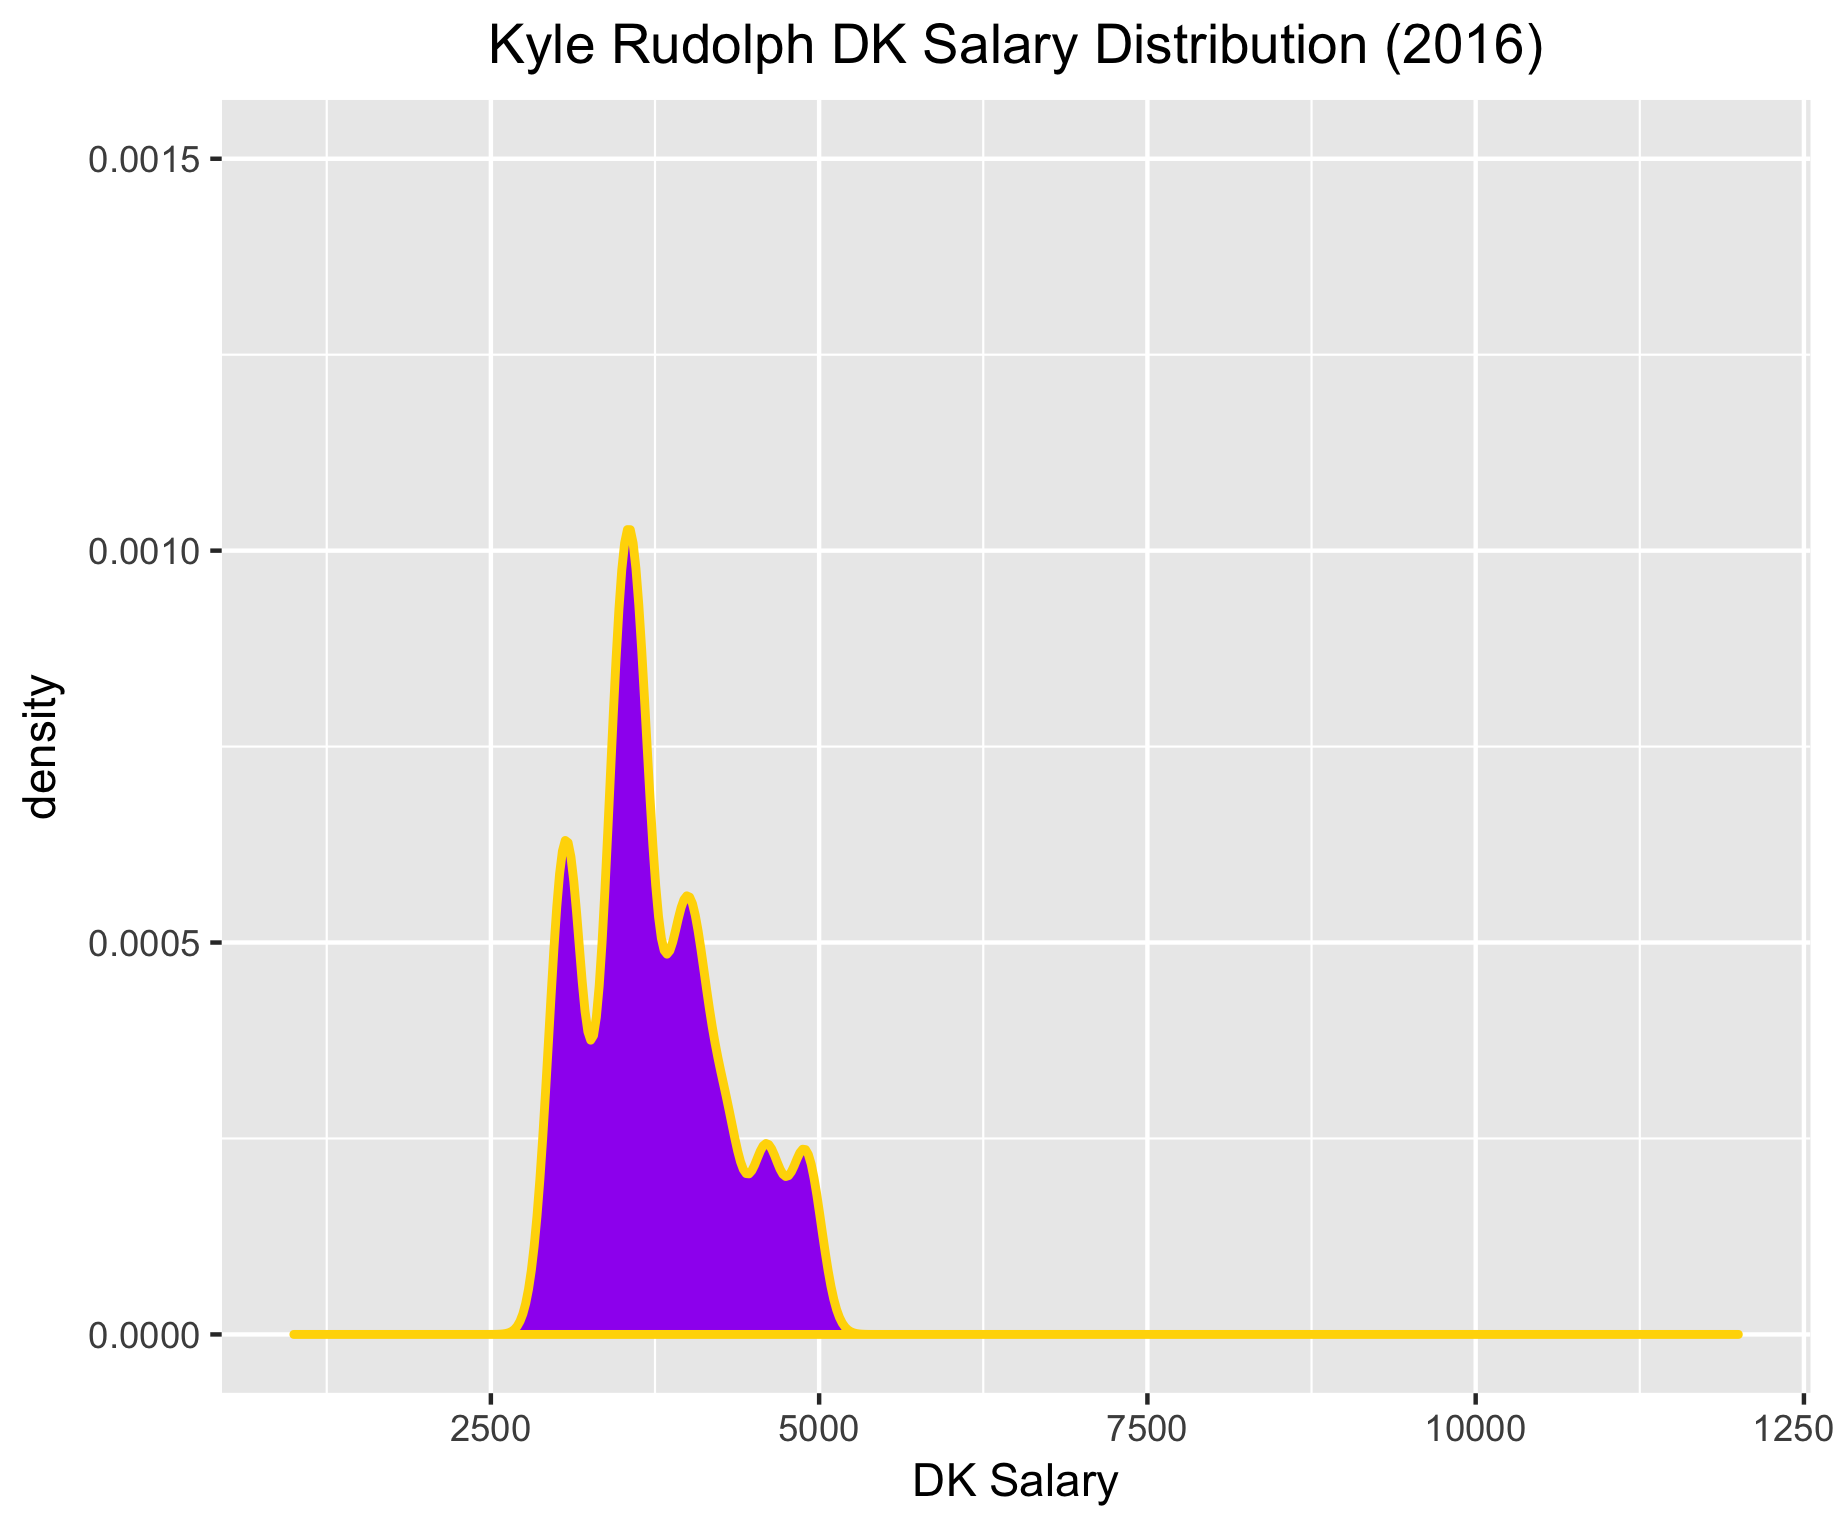 Kyle Rudolph DK Salary Distribution (2016)
0.0015
0.0010
0.0005
0.0000
density
2500 5000 7500 10000 1250
DK Salary